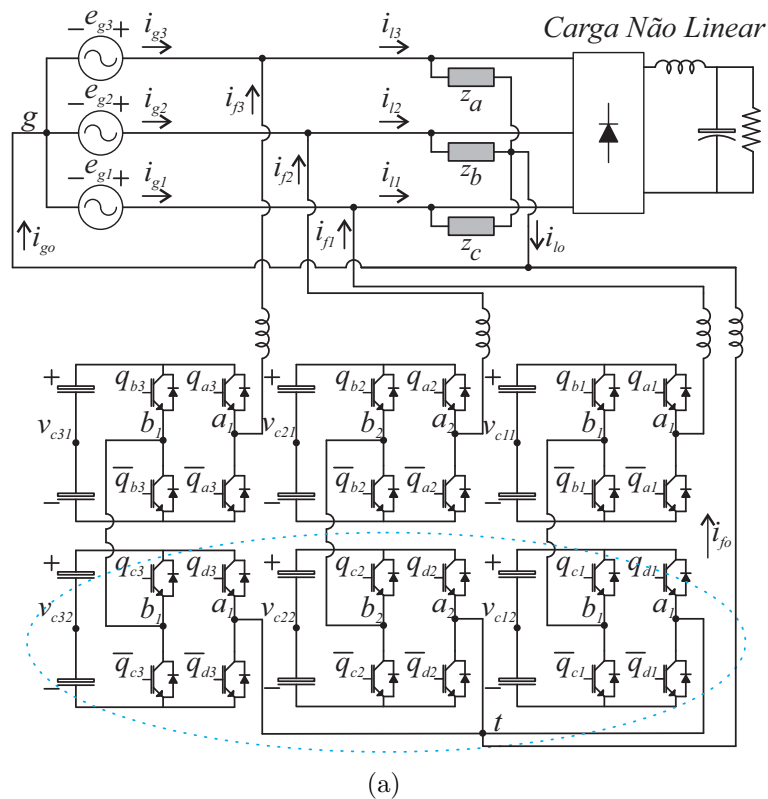 Carga Não Linear
− e_g3 + i_g3 i_l3
z_a
i_f3
g − e_g2 + i_g2 i_l2
z_b
i_f2
− e_g1 + i_g1 i_l1
z_c
i_go i_f1 i_lo
+ q_b3 q_a3 + q_b2 q_a2 + q_b1 q_a1
v_c31 b_1 a_1 v_c21 b_2 a_2 v_c11 b_1 a_1
− q̅_b3 q̅_a3 − q̅_b2 q̅_a2 − q̅_b1 q̅_a1
i_fo
+ q_c3 q_d3 + q_c2 q_d2 + q_c1 q_d1
v_c32 b_1 a_1 v_c22 b_2 a_2 v_c12 b_1 a_1
− q̅_c3 q̅_d3 − q̅_c2 q̅_d2 − q̅_c1 q̅_d1
t
(a)